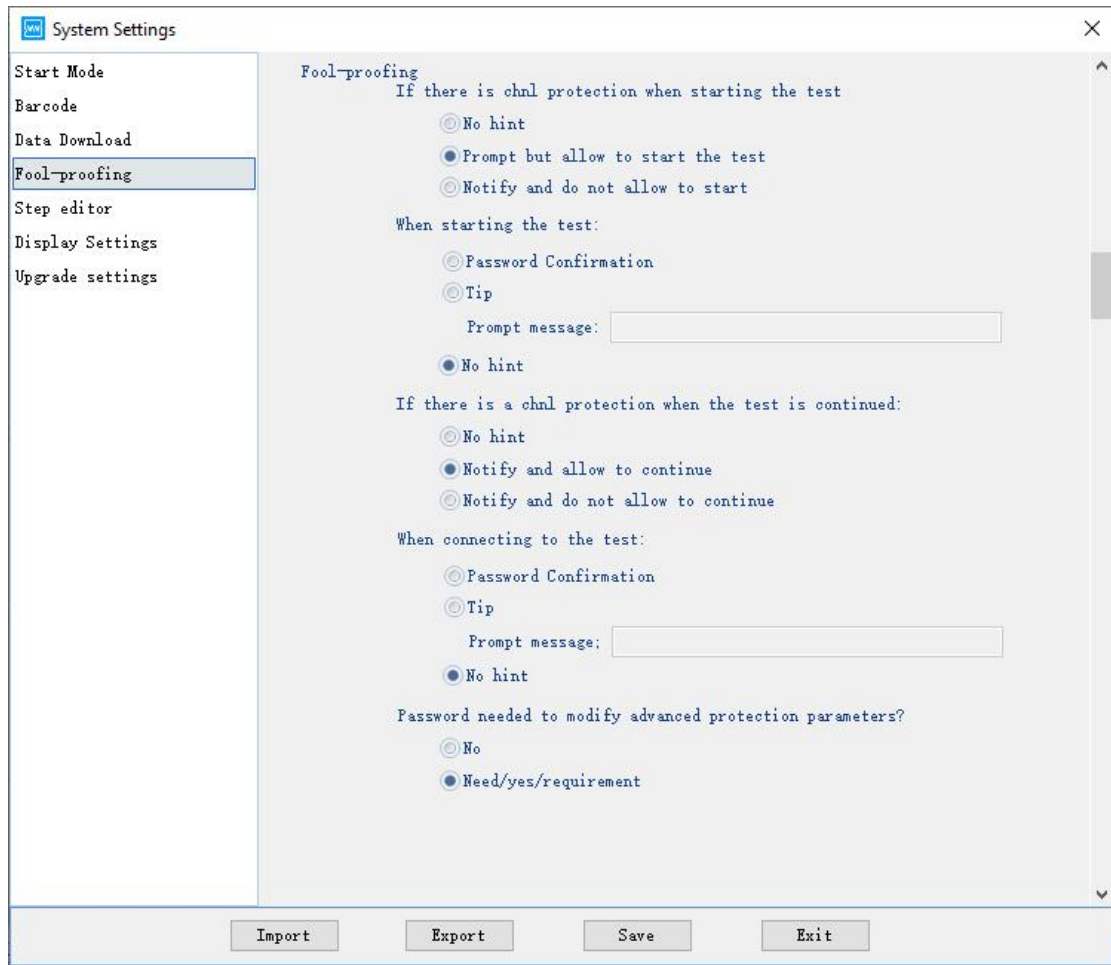 System Settings
Start Mode
Barcode
Data Download
Fool-proofing
Step editor
Display Settings
Upgrade settings
Fool-proofing
If there is chnl protection when starting the test
No hint
Prompt but allow to start the test
Notify and do not allow to start
When starting the test:
Password Confirmation
Tip
Prompt message:
No hint
If there is a chnl protection when the test is continued:
No hint
Notify and allow to continue
Notify and do not allow to continue
When connecting to the test:
Password Confirmation
Tip
Prompt message;
No hint
Password needed to modify advanced protection parameters?
No
Need/yes/requirement
Import Export Save Exit